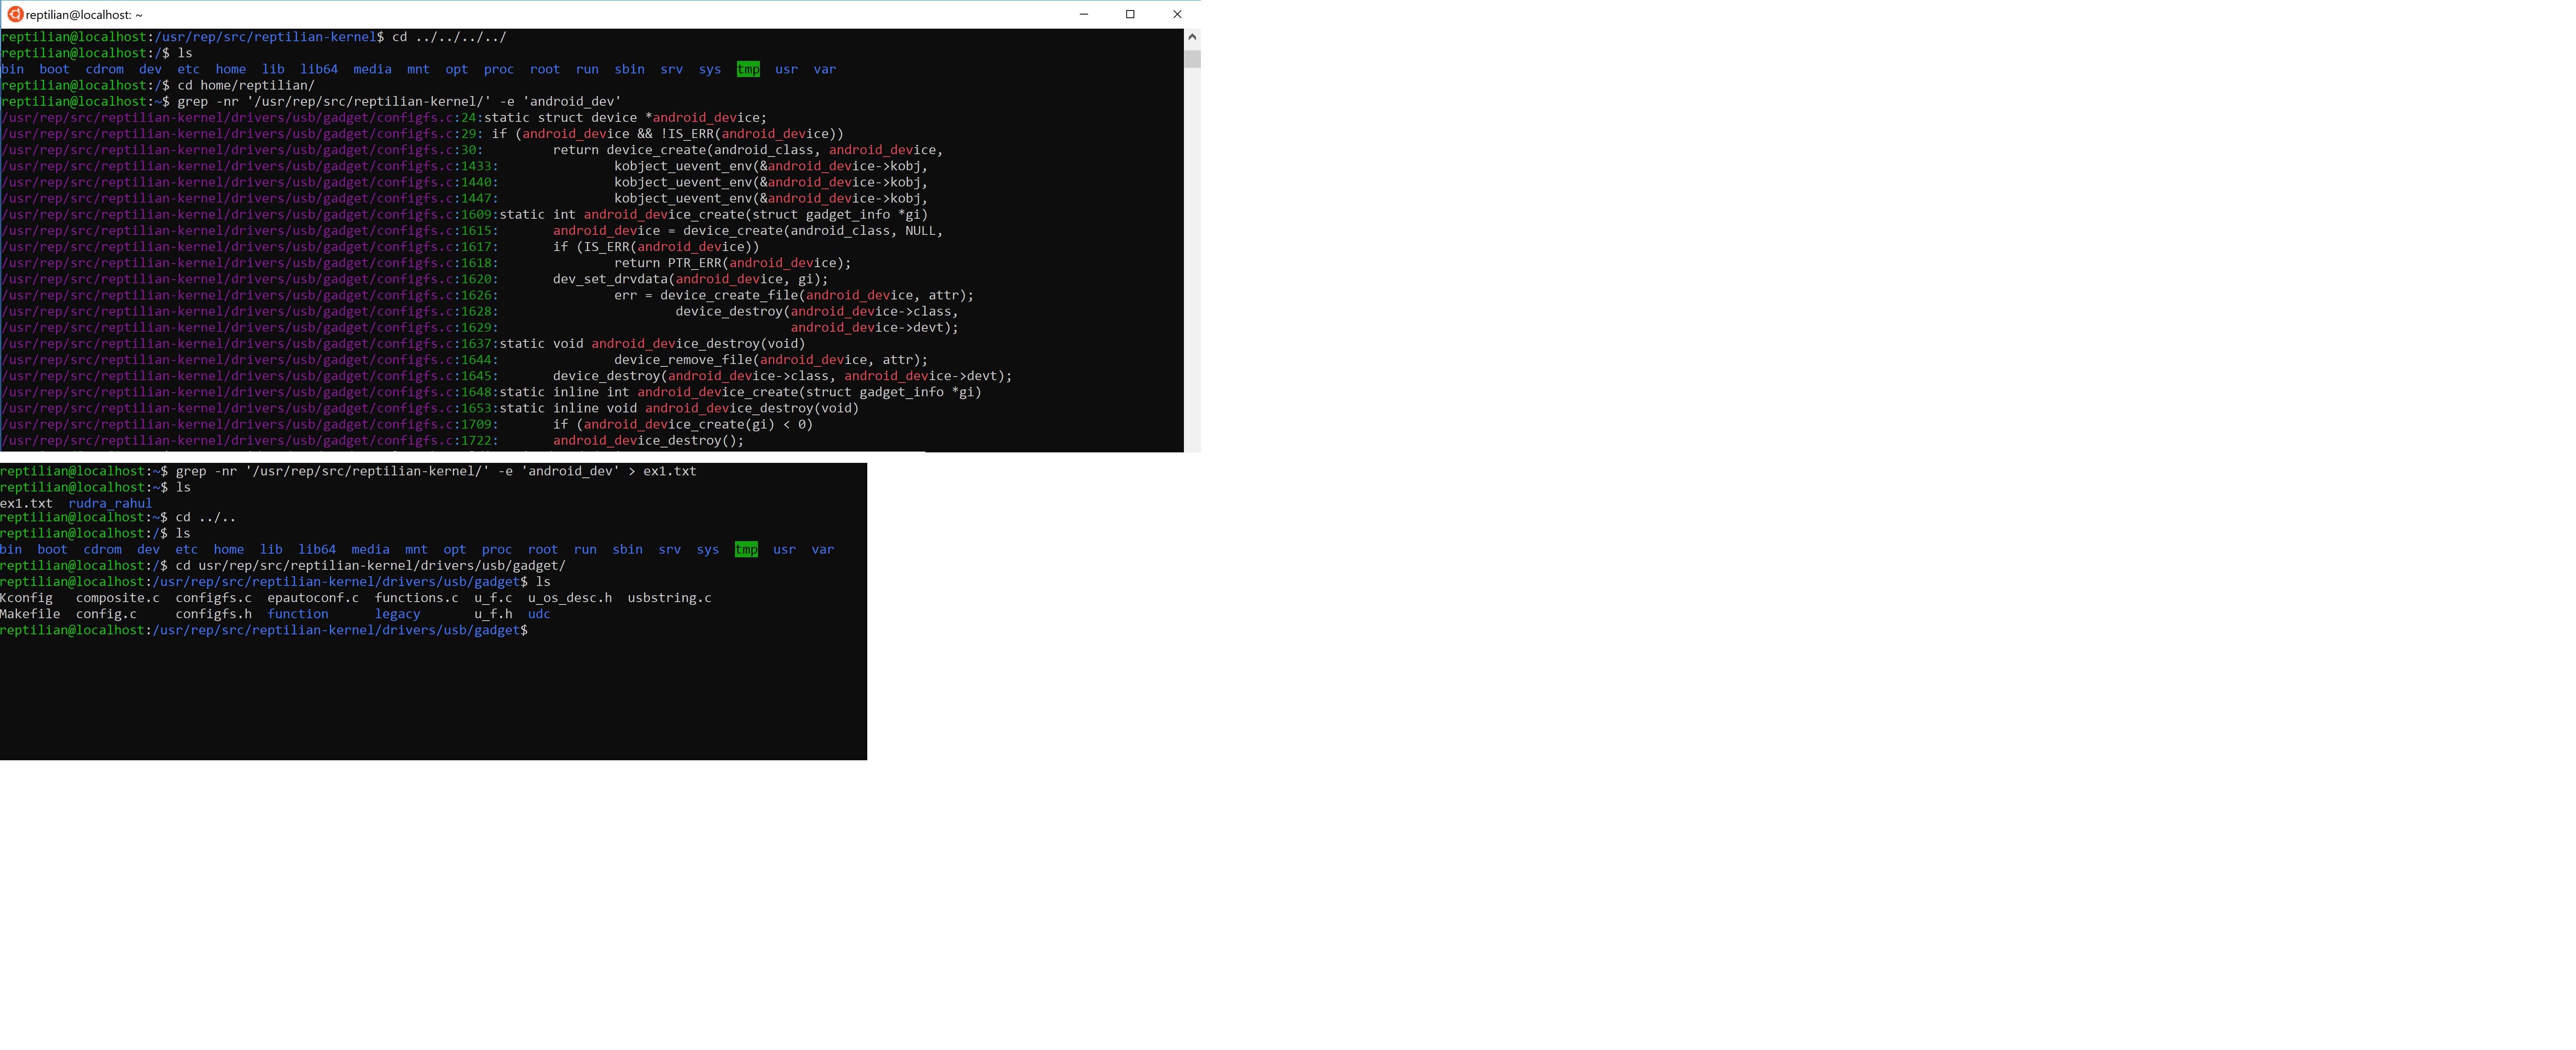 reptilian@localhost: ~
reptilian@localhost:/usr/rep/src/reptilian-kernel$ cd ../../../../
reptilian@localhost:/$ ls
bin  boot  cdrom  dev  etc  home  lib  lib64  media  mnt  opt  proc  root  run  sbin  srv  sys  tmp  usr  var
reptilian@localhost:/$ cd home/reptilian/
reptilian@localhost:~$ grep -nr '/usr/rep/src/reptilian-kernel/' -e 'android_dev'
/usr/rep/src/reptilian-kernel/drivers/usb/gadget/configfs.c:24:static struct device *android_device;
/usr/rep/src/reptilian-kernel/drivers/usb/gadget/configfs.c:29: if (android_device && !IS_ERR(android_device))
/usr/rep/src/reptilian-kernel/drivers/usb/gadget/configfs.c:30:         return device_create(android_class, android_device,
/usr/rep/src/reptilian-kernel/drivers/usb/gadget/configfs.c:1433:               kobject_uevent_env(&android_device->kobj,
/usr/rep/src/reptilian-kernel/drivers/usb/gadget/configfs.c:1440:               kobject_uevent_env(&android_device->kobj,
/usr/rep/src/reptilian-kernel/drivers/usb/gadget/configfs.c:1447:               kobject_uevent_env(&android_device->kobj,
/usr/rep/src/reptilian-kernel/drivers/usb/gadget/configfs.c:1609:static int android_device_create(struct gadget_info *gi)
/usr/rep/src/reptilian-kernel/drivers/usb/gadget/configfs.c:1615:       android_device = device_create(android_class, NULL,
/usr/rep/src/reptilian-kernel/drivers/usb/gadget/configfs.c:1617:       if (IS_ERR(android_device))
/usr/rep/src/reptilian-kernel/drivers/usb/gadget/configfs.c:1618:               return PTR_ERR(android_device);
/usr/rep/src/reptilian-kernel/drivers/usb/gadget/configfs.c:1620:       dev_set_drvdata(android_device, gi);
/usr/rep/src/reptilian-kernel/drivers/usb/gadget/configfs.c:1626:               err = device_create_file(android_device, attr);
/usr/rep/src/reptilian-kernel/drivers/usb/gadget/configfs.c:1628:                       device_destroy(android_device->class,
/usr/rep/src/reptilian-kernel/drivers/usb/gadget/configfs.c:1629:                                      android_device->devt);
/usr/rep/src/reptilian-kernel/drivers/usb/gadget/configfs.c:1637:static void android_device_destroy(void)
/usr/rep/src/reptilian-kernel/drivers/usb/gadget/configfs.c:1644:               device_remove_file(android_device, attr);
/usr/rep/src/reptilian-kernel/drivers/usb/gadget/configfs.c:1645:       device_destroy(android_device->class, android_device->devt);
/usr/rep/src/reptilian-kernel/drivers/usb/gadget/configfs.c:1648:static inline int android_device_create(struct gadget_info *gi)
/usr/rep/src/reptilian-kernel/drivers/usb/gadget/configfs.c:1653:static inline void android_device_destroy(void)
/usr/rep/src/reptilian-kernel/drivers/usb/gadget/configfs.c:1709:       if (android_device_create(gi) < 0)
/usr/rep/src/reptilian-kernel/drivers/usb/gadget/configfs.c:1722:       android_device_destroy();
reptilian@localhost:~$ grep -nr '/usr/rep/src/reptilian-kernel/' -e 'android_dev' > ex1.txt
reptilian@localhost:~$ ls
ex1.txt  rudra_rahul
reptilian@localhost:~$ cd ../..
reptilian@localhost:/$ ls
bin  boot  cdrom  dev  etc  home  lib  lib64  media  mnt  opt  proc  root  run  sbin  srv  sys  tmp  usr  var
reptilian@localhost:/$ cd usr/rep/src/reptilian-kernel/drivers/usb/gadget/
reptilian@localhost:/usr/rep/src/reptilian-kernel/drivers/usb/gadget$ ls
Kconfig   composite.c  configfs.c  epautoconf.c  functions.c  u_f.c  u_os_desc.h  usbstring.c
Makefile  config.c     configfs.h  function      legacy       u_f.h  udc
reptilian@localhost:/usr/rep/src/reptilian-kernel/drivers/usb/gadget$